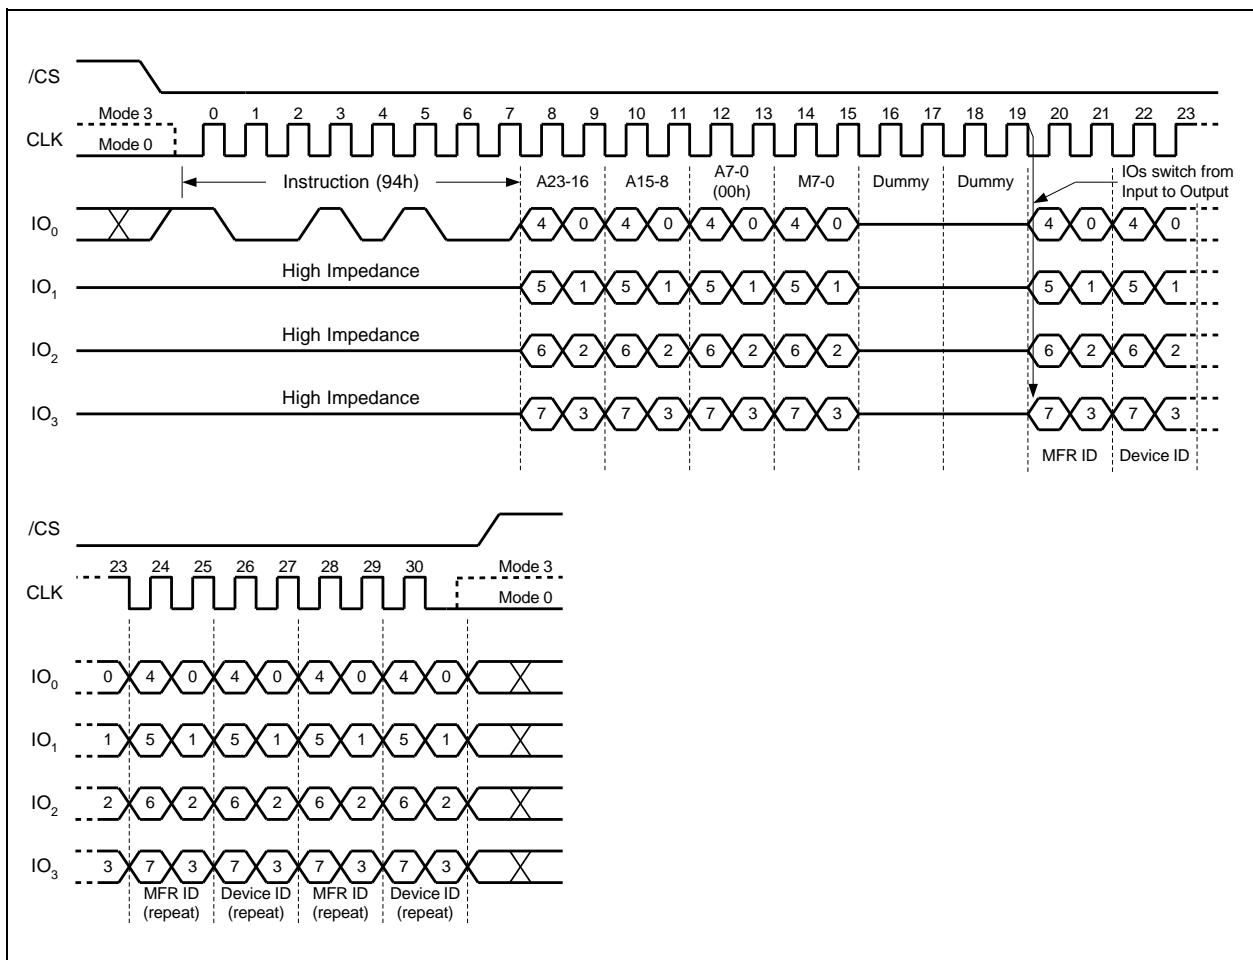 /CS
Mode 3 0 1 2 3 4 5 6 7 8 9 10 11 12 13 14 15 16 17 18 19 20 21 22 23
CLK
Mode 0
Instruction (94h) A23-16 A15-8 A7-0 (00h) M7-0 Dummy Dummy IOs switch from Input to Output
IO0 4 0 4 0 4 0 4 0 4 0 4 0
High Impedance
IO1 5 1 5 1 5 1 5 1 5 1 5 1
High Impedance
IO2 6 2 6 2 6 2 6 2 6 2 6 2
High Impedance
IO3 7 3 7 3 7 3 7 3 7 3 7 3
MFR ID Device ID
/CS
23 24 25 26 27 28 29 30 Mode 3
CLK
Mode 0
IO0 0 4 0 4 0 4 0 4 0
IO1 1 5 1 5 1 5 1 5 1
IO2 2 6 2 6 2 6 2 6 2
IO3 3 7 3 7 3 7 3 7 3
MFR ID Device ID MFR ID Device ID
(repeat) (repeat) (repeat) (repeat)